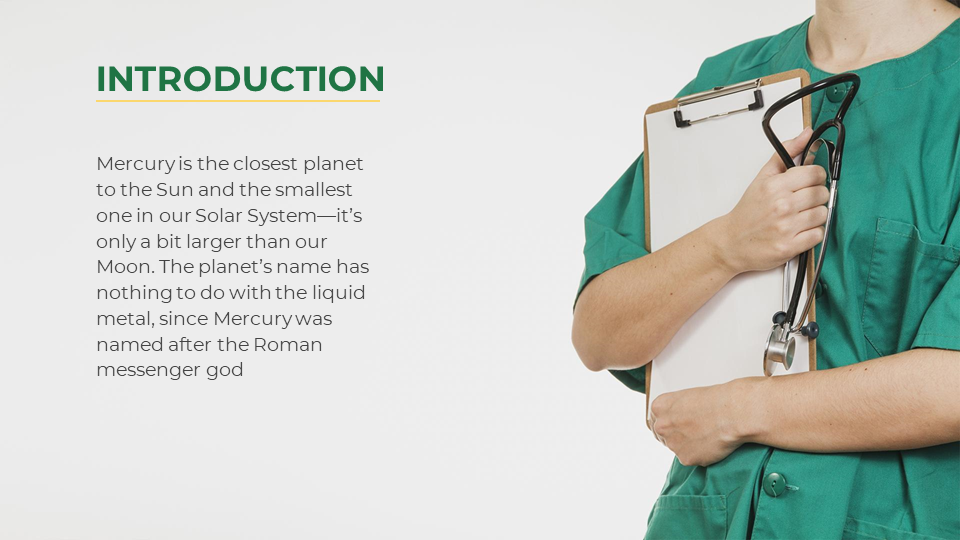 INTRODUCTION
Mercury is the closest planet
to the Sun and the smallest
one in our Solar System—it’s
only a bit larger than our
Moon. The planet’s name has
nothing to do with the liquid
metal, since Mercury was
named after the Roman
messenger god